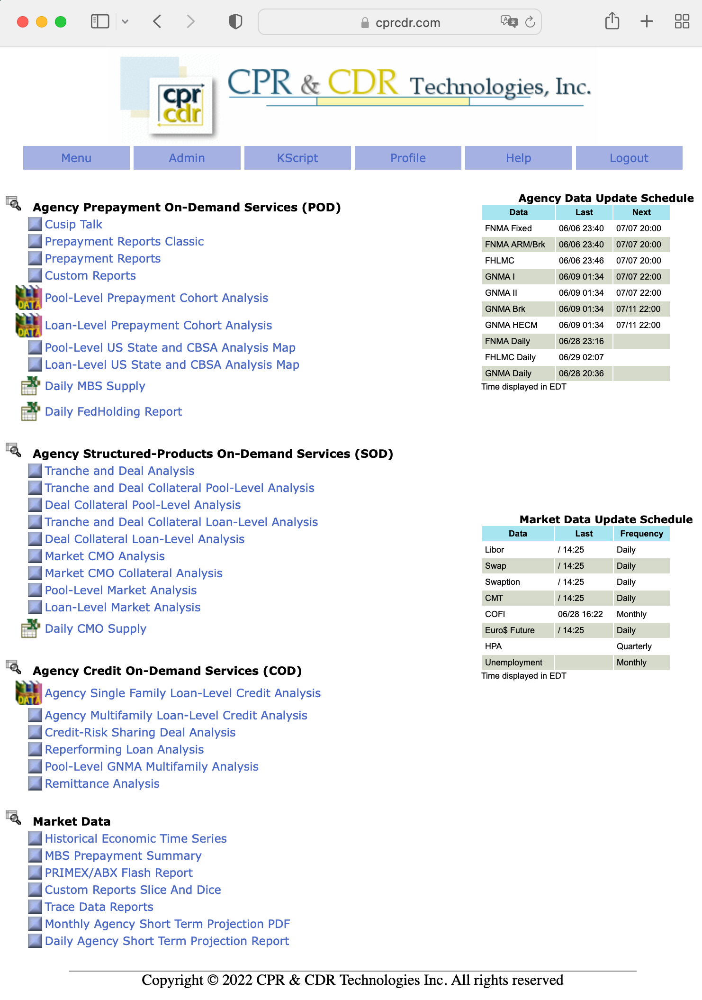 cprcdr.com
cpr
cdr
CPR & CDR Technologies, Inc.
Menu Admin KScript Profile Help Logout
Agency Prepayment On-Demand Services (POD)
Cusip Talk
Prepayment Reports Classic
Prepayment Reports
Custom Reports
DATA Pool-Level Prepayment Cohort Analysis
DATA Loan-Level Prepayment Cohort Analysis
Pool-Level US State and CBSA Analysis Map
Loan-Level US State and CBSA Analysis Map
Daily MBS Supply
Daily FedHolding Report
Agency Structured-Products On-Demand Services (SOD)
Tranche and Deal Analysis
Tranche and Deal Collateral Pool-Level Analysis
Deal Collateral Pool-Level Analysis
Tranche and Deal Collateral Loan-Level Analysis
Deal Collateral Loan-Level Analysis
Market CMO Analysis
Market CMO Collateral Analysis
Pool-Level Market Analysis
Loan-Level Market Analysis
Daily CMO Supply
Agency Credit On-Demand Services (COD)
DATA Agency Single Family Loan-Level Credit Analysis
Agency Multifamily Loan-Level Credit Analysis
Credit-Risk Sharing Deal Analysis
Reperforming Loan Analysis
Pool-Level GNMA Multifamily Analysis
Remittance Analysis
Market Data
Historical Economic Time Series
MBS Prepayment Summary
PRIMEX/ABX Flash Report
Custom Reports Slice And Dice
Trace Data Reports
Monthly Agency Short Term Projection PDF
Daily Agency Short Term Projection Report
Agency Data Update Schedule
Data Last Next
FNMA Fixed 06/06 23:40 07/07 20:00
FNMA ARM/Brk 06/06 23:40 07/07 20:00
FHLMC 06/06 23:46 07/07 20:00
GNMA I 06/09 01:34 07/07 22:00
GNMA II 06/09 01:34 07/07 22:00
GNMA Brk 06/09 01:34 07/11 22:00
GNMA HECM 06/09 01:34 07/11 22:00
FNMA Daily 06/28 23:16
FHLMC Daily 06/29 02:07
GNMA Daily 06/28 20:36
Time displayed in EDT
Market Data Update Schedule
Data Last Frequency
Libor / 14:25 Daily
Swap / 14:25 Daily
Swaption / 14:25 Daily
CMT / 14:25 Daily
COFI 06/28 16:22 Monthly
Euro$ Future / 14:25 Daily
HPA Quarterly
Unemployment Monthly
Time displayed in EDT
Copyright © 2022 CPR & CDR Technologies Inc. All rights reserved